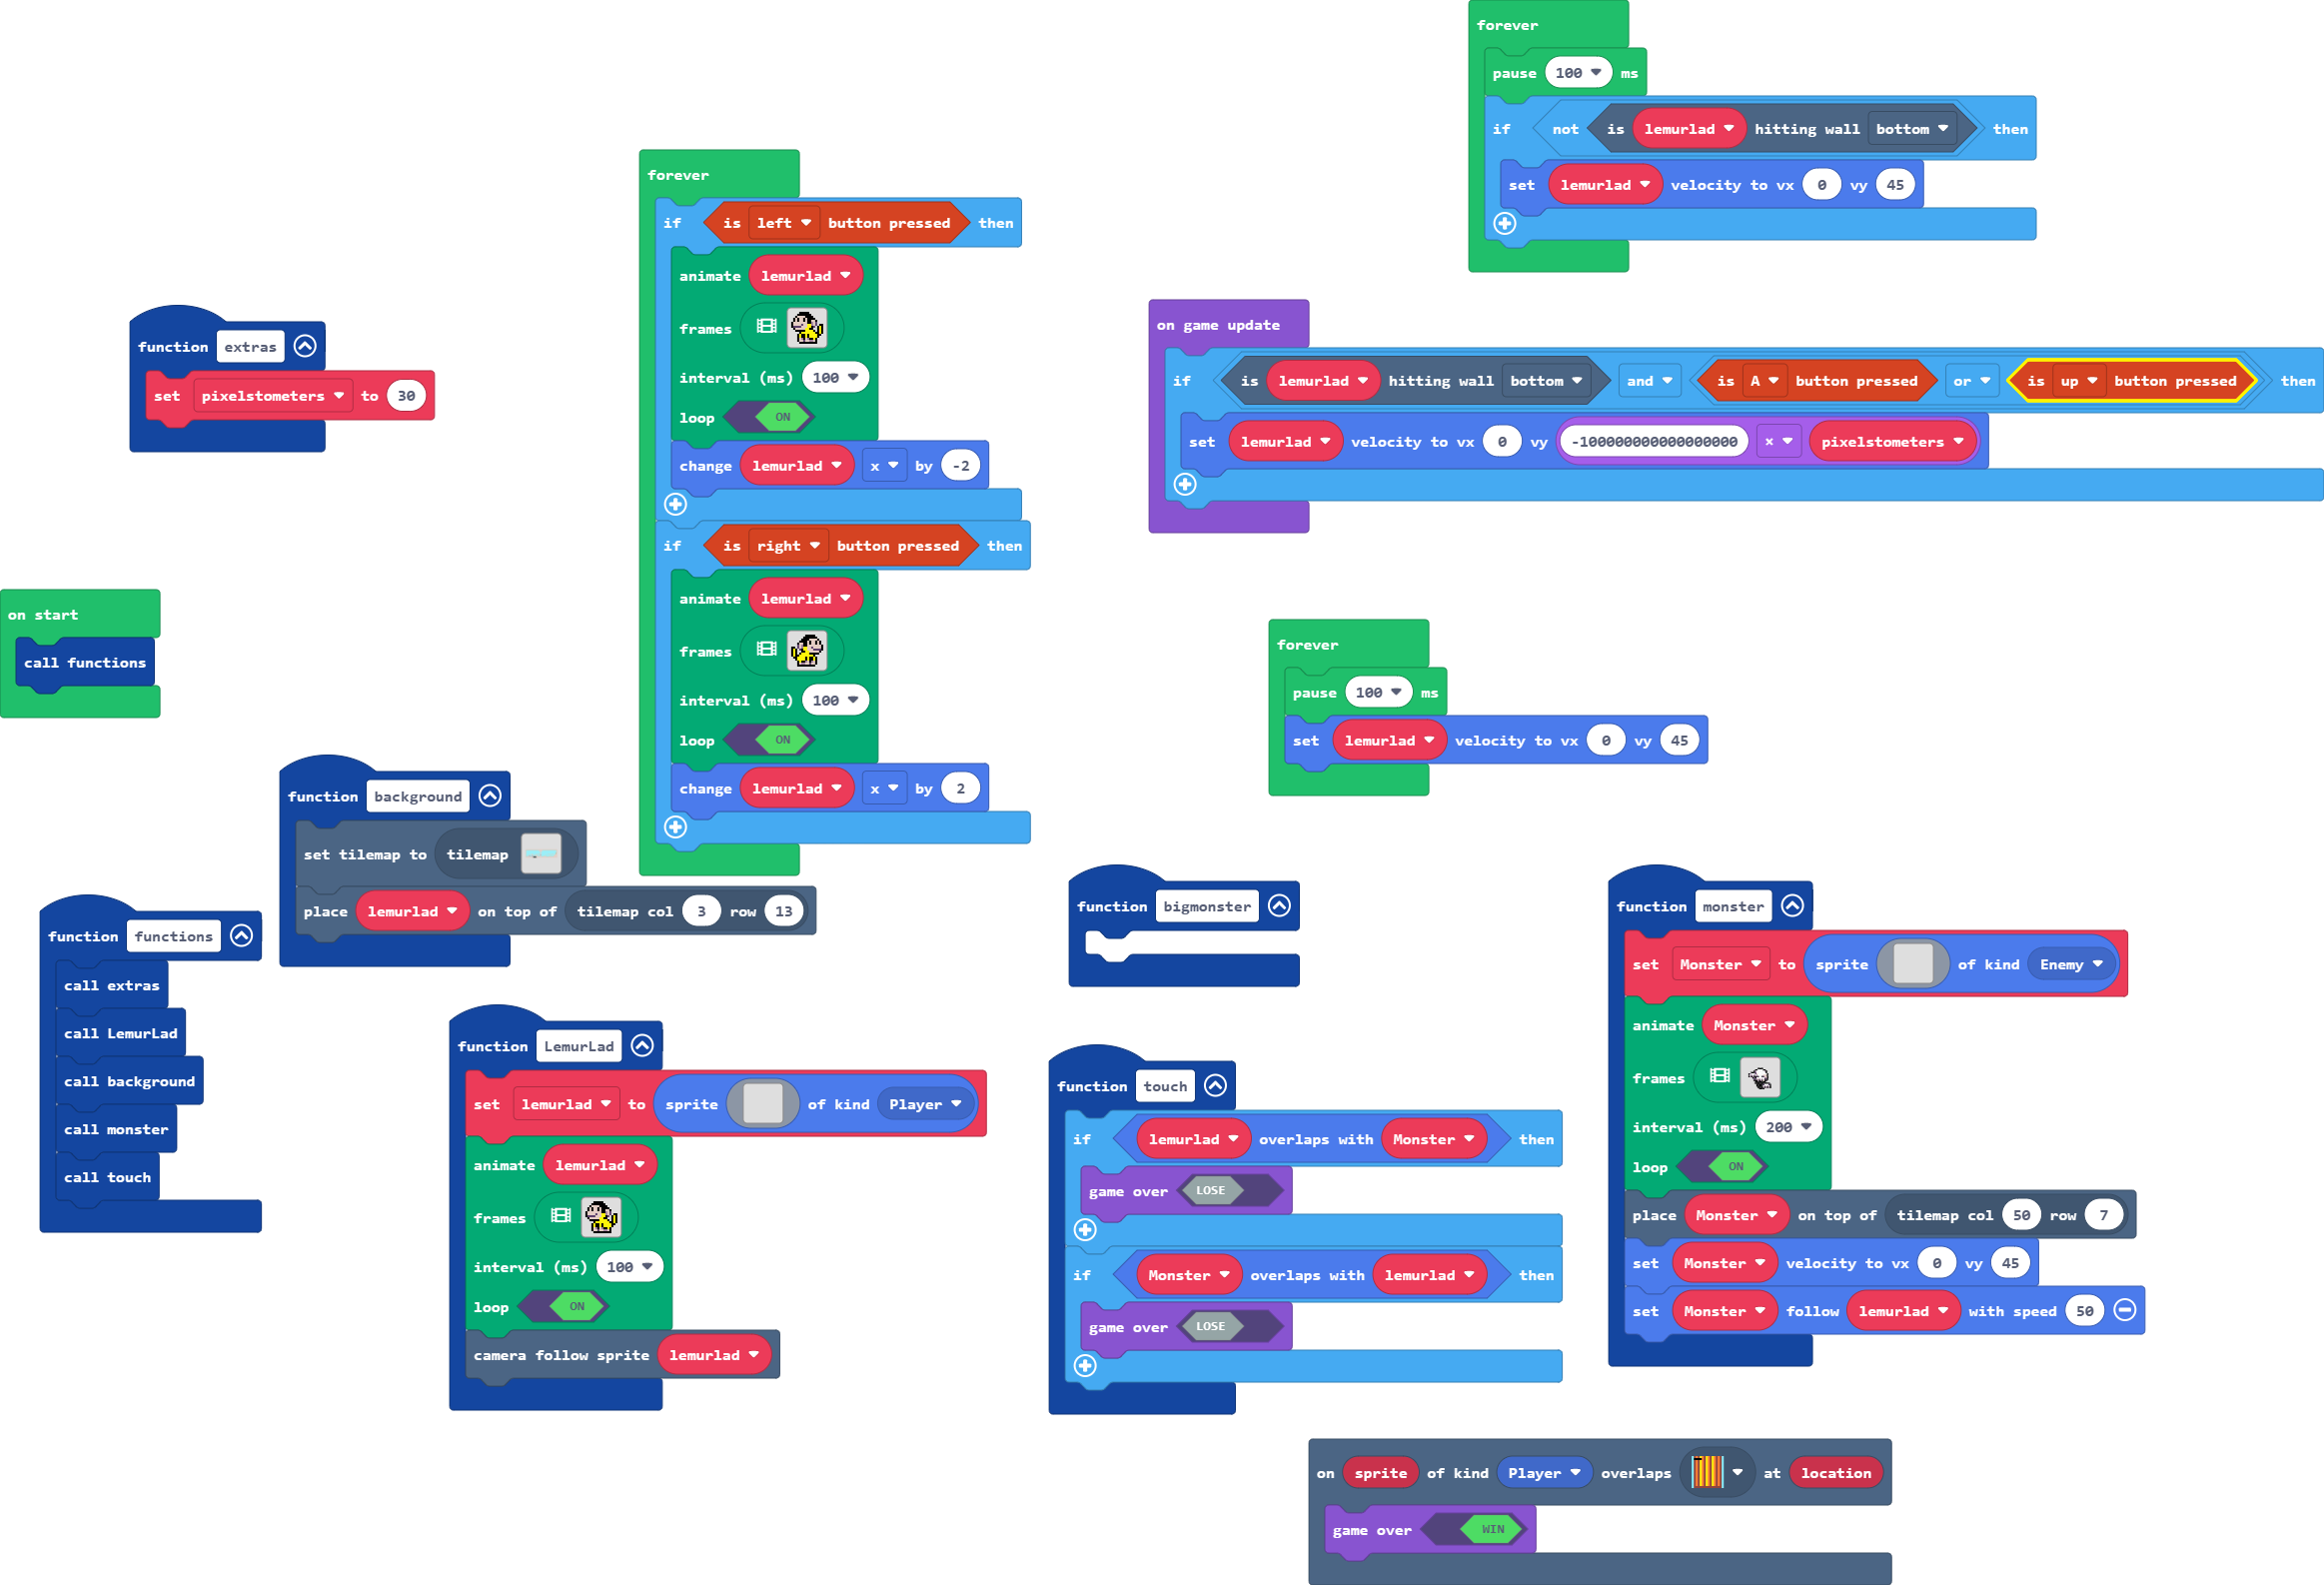 forever
pause 100 ms
if not is lemurlad hitting wall bottom then
set lemurlad velocity to vx 0 vy 45
forever
if is left button pressed then
animate lemurlad
frames
interval (ms) 100
loop ON
change lemurlad x by -2
if is right button pressed then
animate lemurlad
frames
interval (ms) 100
loop ON
change lemurlad x by 2
function extras
set pixelstometers to 30
on game update
if is lemurlad hitting wall bottom and is A button pressed or is up button pressed then
set lemurlad velocity to vx 0 vy -100000000000000000 × pixelstometers
on start
call functions
forever
pause 100 ms
set lemurlad velocity to vx 0 vy 45
function background
set tilemap to tilemap
place lemurlad on top of tilemap col 3 row 13
function functions
call extras
call LemurLad
call background
call monster
call touch
function bigmonster
function monster
set Monster to sprite of kind Enemy
animate Monster
frames
interval (ms) 200
loop ON
place Monster on top of tilemap col 50 row 7
set Monster velocity to vx 0 vy 45
set Monster follow lemurlad with speed 50
function LemurLad
set lemurlad to sprite of kind Player
animate lemurlad
frames
interval (ms) 100
loop ON
camera follow sprite lemurlad
function touch
if lemurlad overlaps with Monster then
game over LOSE
if Monster overlaps with lemurlad then
game over LOSE
on sprite of kind Player overlaps at location
game over WIN